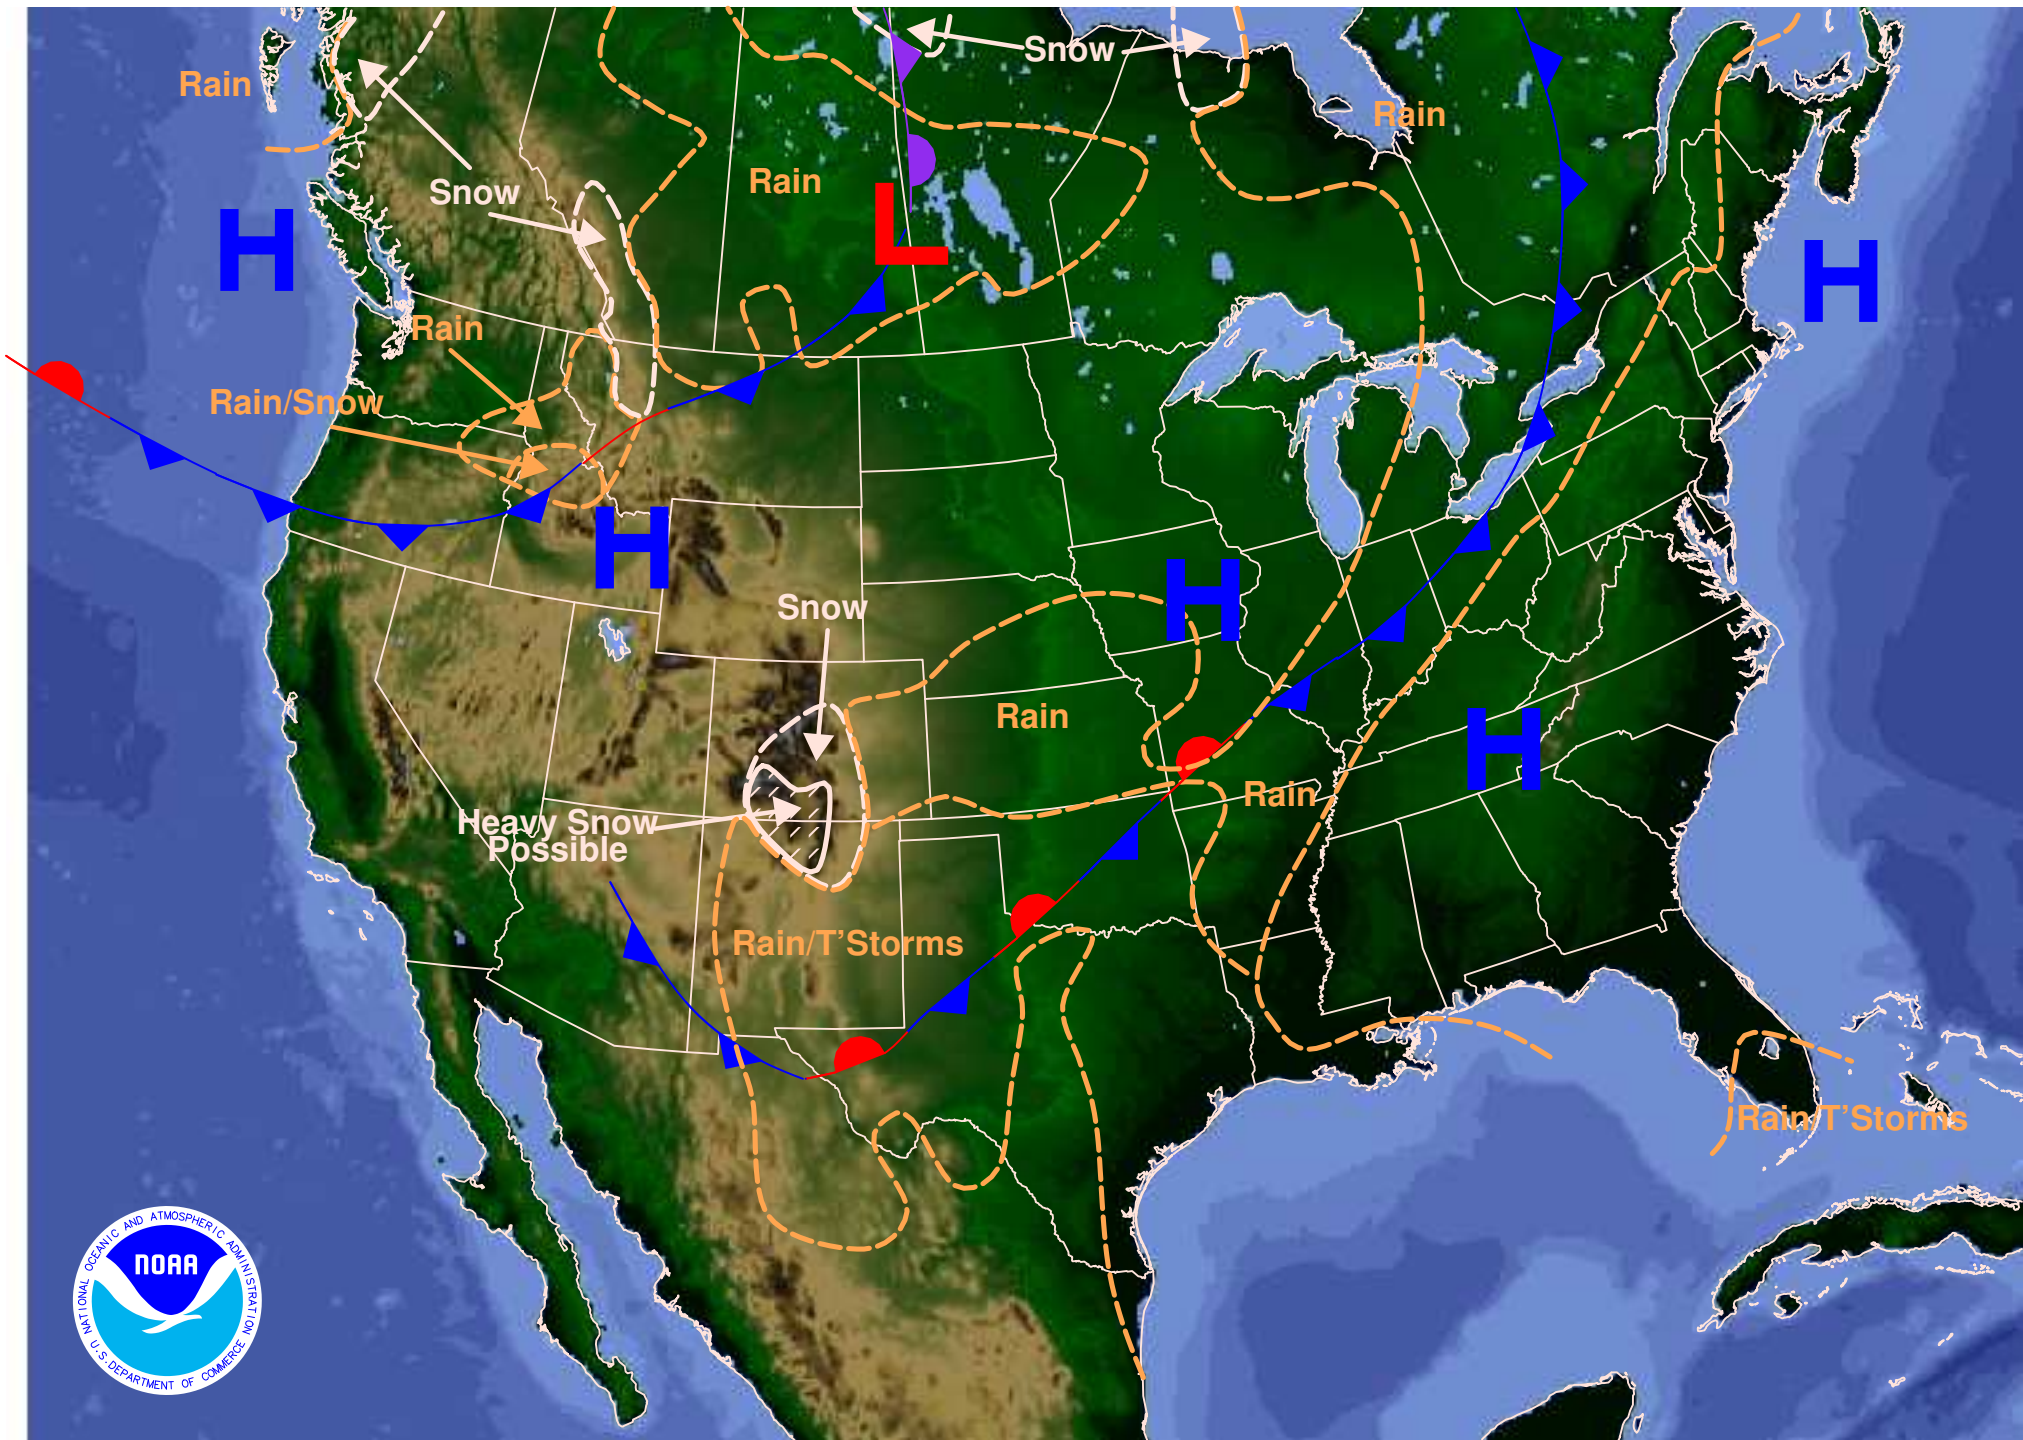 Snow
Rain
Rain
Rain
Snow
H
L
H
Rain
Rain/Snow
H
H
Snow
Rain
H
Rain
Heavy Snow
Possible
Rain/T'Storms
Rain/T'Storms
NATIONAL OCEANIC AND ATMOSPHERIC ADMINISTRATION
NOAA
U.S. DEPARTMENT OF COMMERCE